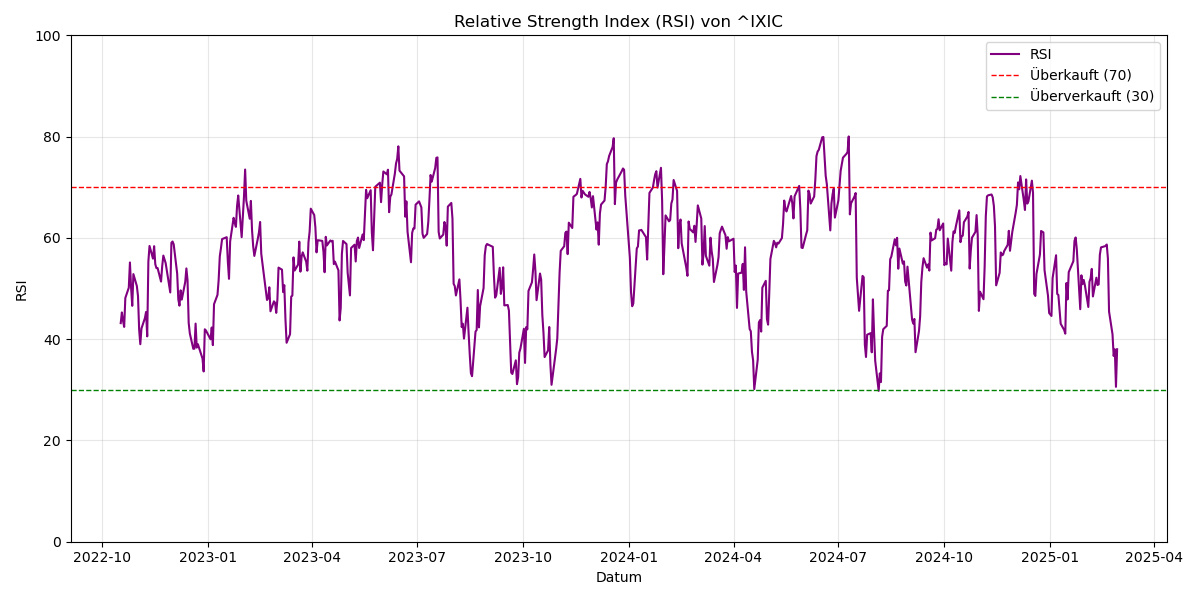 Relative Strength Index (RSI) von ^IXIC
100
80
60
40
20
0
RSI
RSI
Überkauft (70)
Überverkauft (30)
2022-10
2023-01
2023-04
2023-07
2023-10
2024-01
2024-04
2024-07
2024-10
2025-01
2025-04
Datum